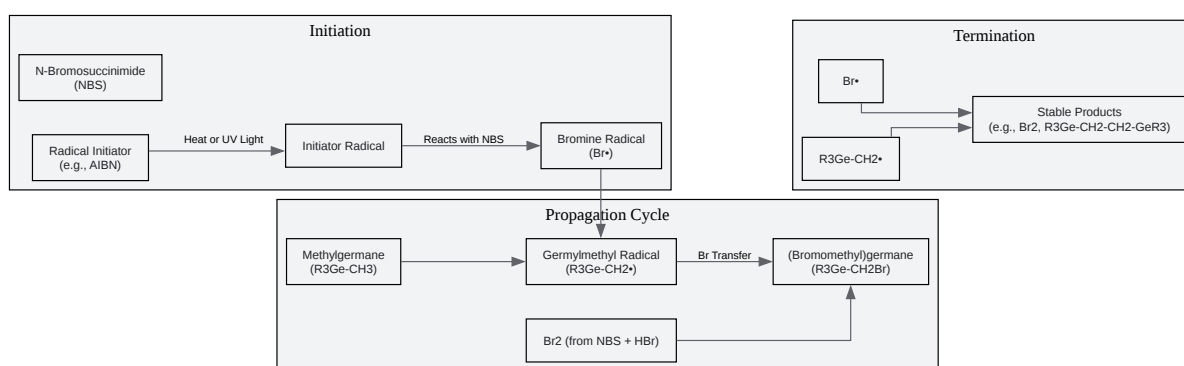 Initiation
N-Bromosuccinimide
(NBS)
Radical Initiator
(e.g., AIBN)
Heat or UV Light
Initiator Radical
Reacts with NBS
Bromine Radical
(Br•)
Termination
Br•
R3Ge-CH2•
Stable Products
(e.g., Br2, R3Ge-CH2-CH2-GeR3)
Propagation Cycle
Methylgermane
(R3Ge-CH3)
Germylmethyl Radical
(R3Ge-CH2•)
Br Transfer
(Bromomethyl)germane
(R3Ge-CH2Br)
Br2 (from NBS + HBr)